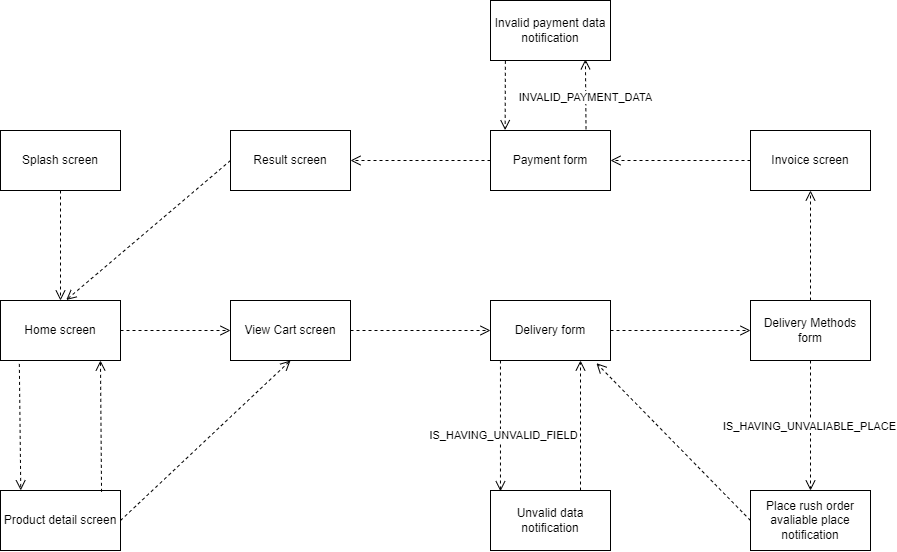 Invalid payment data
notification
INVALID_PAYMENT_DATA
Splash screen
Result screen
Payment form
Invoice screen
Home screen
View Cart screen
Delivery form
Delivery Methods
form
IS_HAVING_UNVALID_FIELD
IS_HAVING_UNVALIABLE_PLACE
Product detail screen
Unvalid data
notification
Place rush order
avaliable place
notification